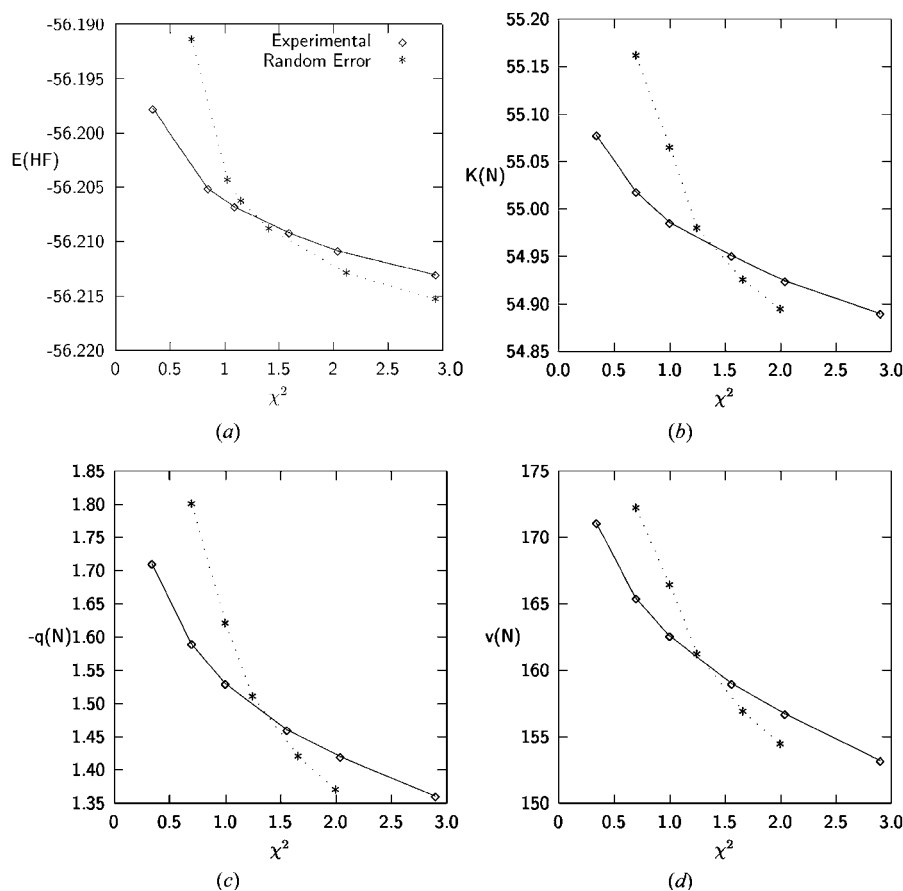 -56.190
-56.195
-56.200
-56.205
-56.210
-56.215
-56.220
E(HF)
Experimental
Random Error
0 0.5 1 1.5 2 2.5 3.0
χ²
(a)
55.20
55.15
55.10
55.05
55.00
54.95
54.90
54.85
K(N)
0.0 0.5 1.0 1.5 2.0 2.5 3.0
χ²
(b)
1.85
1.80
1.75
1.70
1.65
1.60
1.55
1.50
1.45
1.40
1.35
-q(N)
0 0.5 1.0 1.5 2.0 2.5 3.0
χ²
(c)
175
170
165
160
155
150
v(N)
0 0.5 1.0 1.5 2.0 2.5 3.0
χ²
(d)